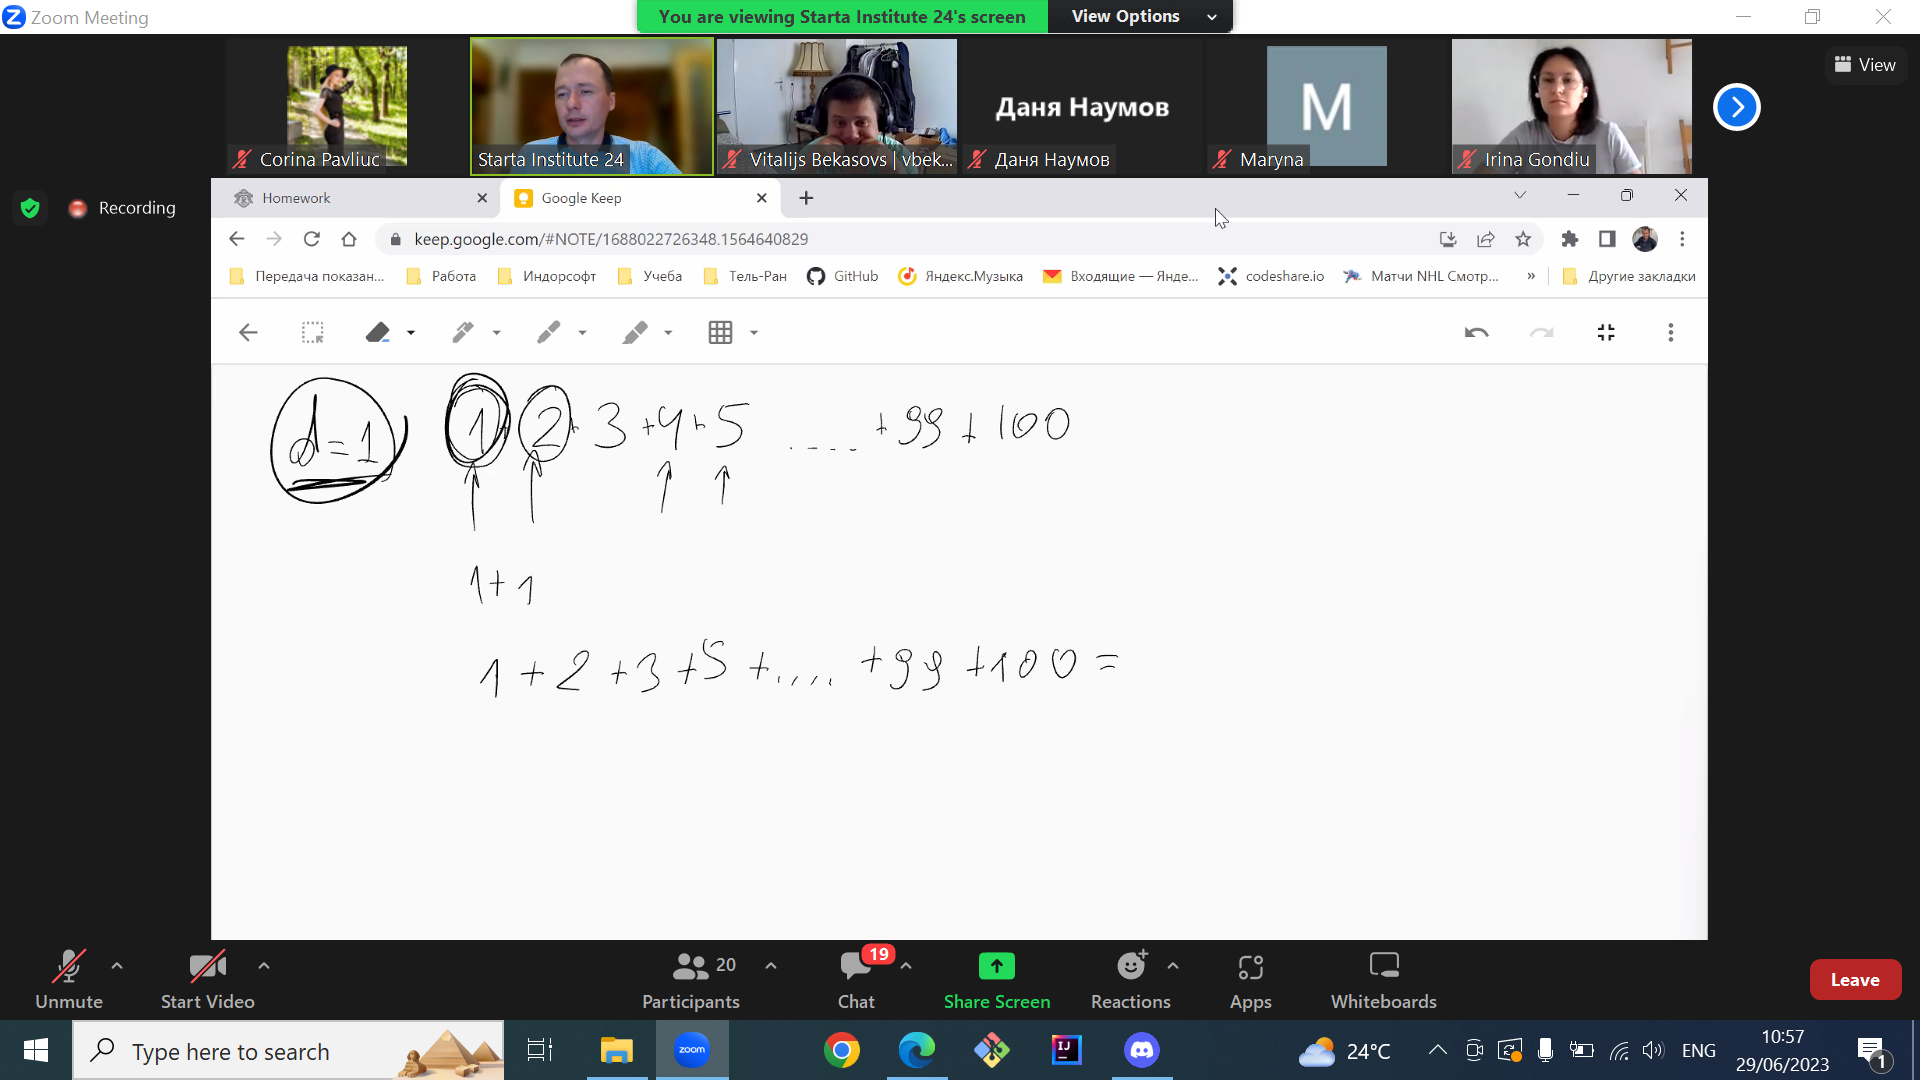 Zoom Meeting
You are viewing Starta Institute 24's screen View Options
Даня Наумов
M
View
Corina Pavliuc
Starta Institute 24
Vitalijs Bekasovs | vbek...
Даня Наумов
Maryna
Irina Gondiu
Recording
Homework
Google Keep
keep.google.com/#NOTE/1688022726348.1564640829
Передача показан...
Работа
Индорсофт
Учеба
Тель-Ран
GitHub
Яндекс.Музыка
Входящие — Янде...
codeshare.io
Матчи NHL Смотр...
»
Другие закладки
d=1 1 + 2 + 3 + 4 + 5 ..... + 99 + 100
1 + 1
1 + 2 + 3 + 5 + ..... + 99 + 100 =
20
19
Unmute
Start Video
Participants
Chat
Share Screen
Reactions
Apps
Whiteboards
Leave
Type here to search
zoom
IJ
24°C
ENG
10:57
29/06/2023
1